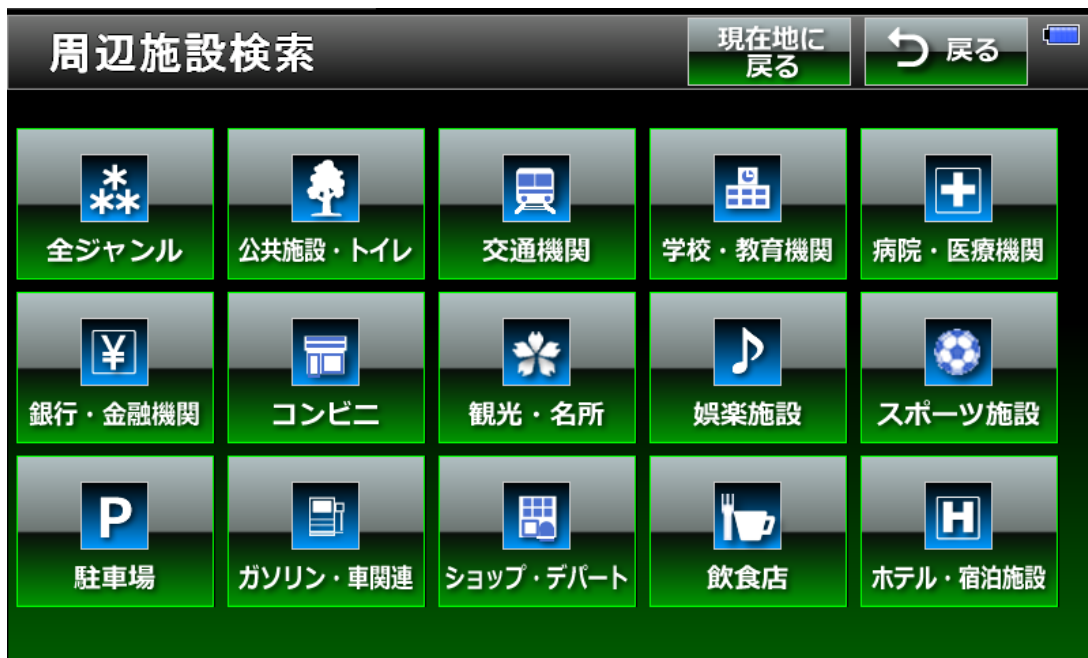 周辺施設検索
現在地に
戻る
戻る
全ジャンル
公共施設・トイレ
交通機関
学校・教育機関
病院・医療機関
¥
銀行・金融機関
コンビニ
観光・名所
娯楽施設
スポーツ施設
P
駐車場
ガソリン・車関連
ショップ・デパート
飲食店
H
ホテル・宿泊施設